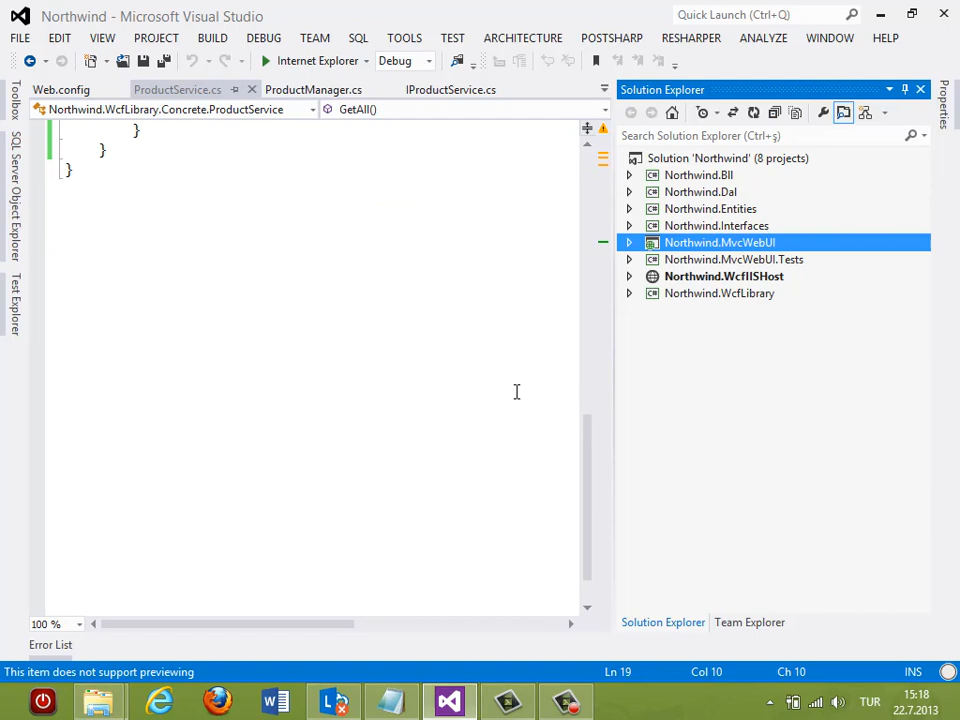 Northwind - Microsoft Visual Studio
Quick Launch (Ctrl+Q)
FILE EDIT VIEW PROJECT BUILD DEBUG TEAM SQL TOOLS TEST ARCHITECTURE POSTSHARP RESHARPER ANALYZE WINDOW HELP
Internet Explorer Debug
Web.config ProductService.cs ProductManager.cs IProductService.cs
Northwind.WcfLibrary.Concrete.ProductService GetAll()
}
}
}
Toolbox
SQL Server Object Explorer
Test Explorer
Solution Explorer
Search Solution Explorer (Ctrl+ş)
Solution 'Northwind' (8 projects)
Northwind.Bll
Northwind.Dal
Northwind.Entities
Northwind.Interfaces
Northwind.MvcWebUI
Northwind.MvcWebUI.Tests
Northwind.WcfIISHost
Northwind.WcfLibrary
Properties
100 %
Solution Explorer Team Explorer
Error List
This item does not support previewing Ln 19 Col 10 Ch 10 INS
TUR
15:18
22.7.2013